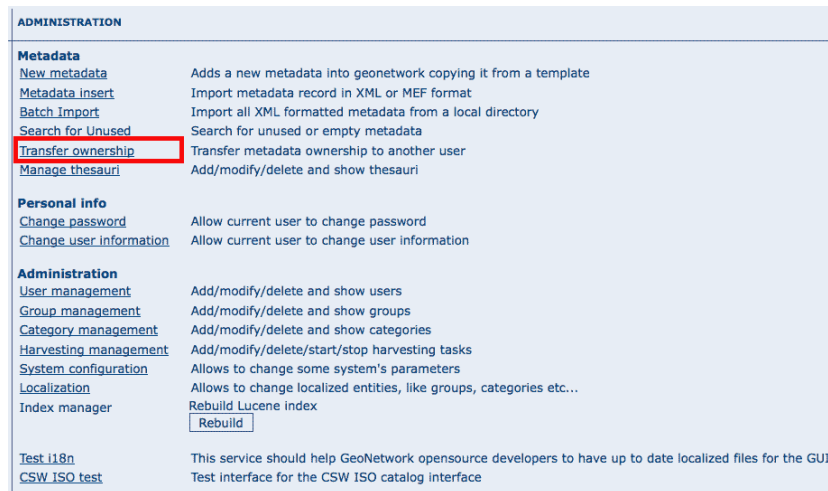 ADMINISTRATION
Metadata
New metadata Adds a new metadata into geonetwork copying it from a template
Metadata insert Import metadata record in XML or MEF format
Batch Import Import all XML formatted metadata from a local directory
Search for Unused Search for unused or empty metadata
Transfer ownership Transfer metadata ownership to another user
Manage thesauri Add/modify/delete and show thesauri
Personal info
Change password Allow current user to change password
Change user information Allow current user to change user information
Administration
User management Add/modify/delete and show users
Group management Add/modify/delete and show groups
Category management Add/modify/delete and show categories
Harvesting management Add/modify/delete/start/stop harvesting tasks
System configuration Allows to change some system's parameters
Localization Allows to change localized entities, like groups, categories etc...
Index manager Rebuild Lucene index
Rebuild
Test i18n This service should help GeoNetwork opensource developers to have up to date localized files for the GUI
CSW ISO test Test interface for the CSW ISO catalog interface